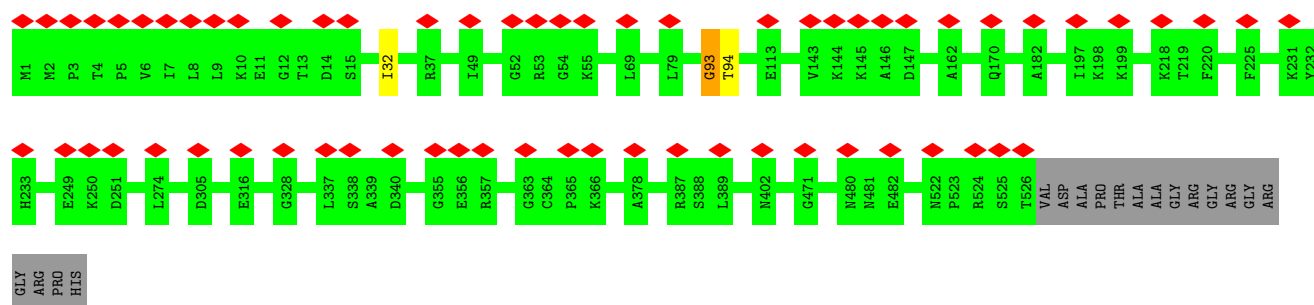 M1 M2 P3 T4 P5 V6 I7 L8 L9 K10 E11 G12 T13 D14 S15 I32 R37 I49 G52 R53 G54 K55 L69 L79 G93 T94 E113 V143 K144 K145 A146 D147 A162 Q170 A182 I197 K198 K199 K218 T219 F220 F225 K231 Y232
H233 E249 K250 D251 L274 D305 E316 G328 L337 S338 A339 D340 G355 E356 R357 G363 C364 P365 K366 A378 R387 S388 L389 N402 G471 N480 N481 E482 N522 P523 R524 S525 T526 VAL ASP ALA PRO THR ALA ALA GLY ARG GLY ARG GLY GLY ARG
GLY ARG PRO HIS